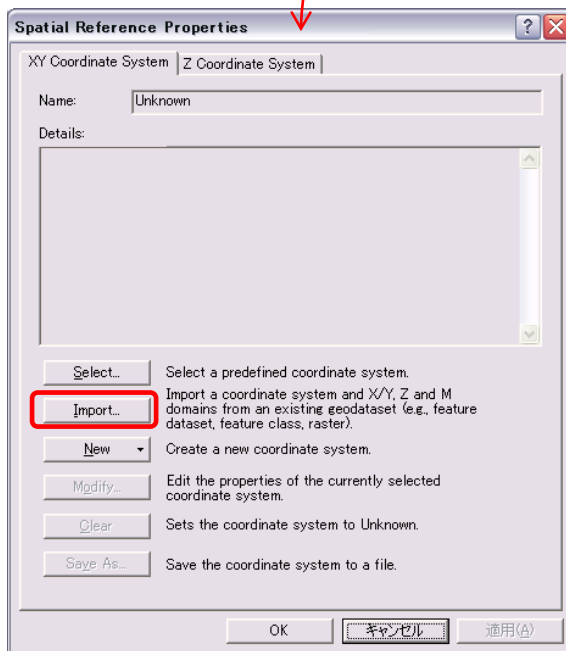 Spatial Reference Properties
XY Coordinate System Z Coordinate System
Name: Unknown
Details:
Select... Select a predefined coordinate system.
Import... Import a coordinate system and X/Y, Z and M
domains from an existing geodataset (e.g., feature
dataset, feature class, raster).
New Create a new coordinate system.
Modify... Edit the properties of the currently selected
coordinate system.
Clear Sets the coordinate system to Unknown.
Save As... Save the coordinate system to a file.
OK キャンセル 適用(A)